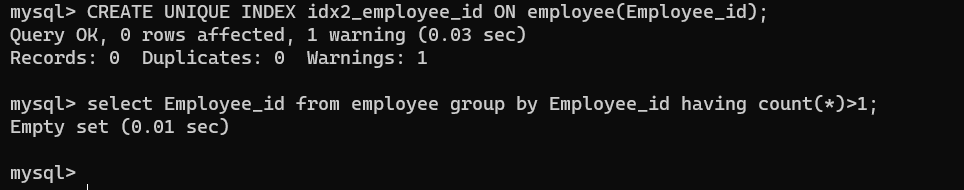 mysql> CREATE UNIQUE INDEX idx2_employee_id ON employee(Employee_id);
Query OK, 0 rows affected, 1 warning (0.03 sec)
Records: 0  Duplicates: 0  Warnings: 1
mysql> select Employee_id from employee group by Employee_id having count(*)>1;
Empty set (0.01 sec)
mysql>